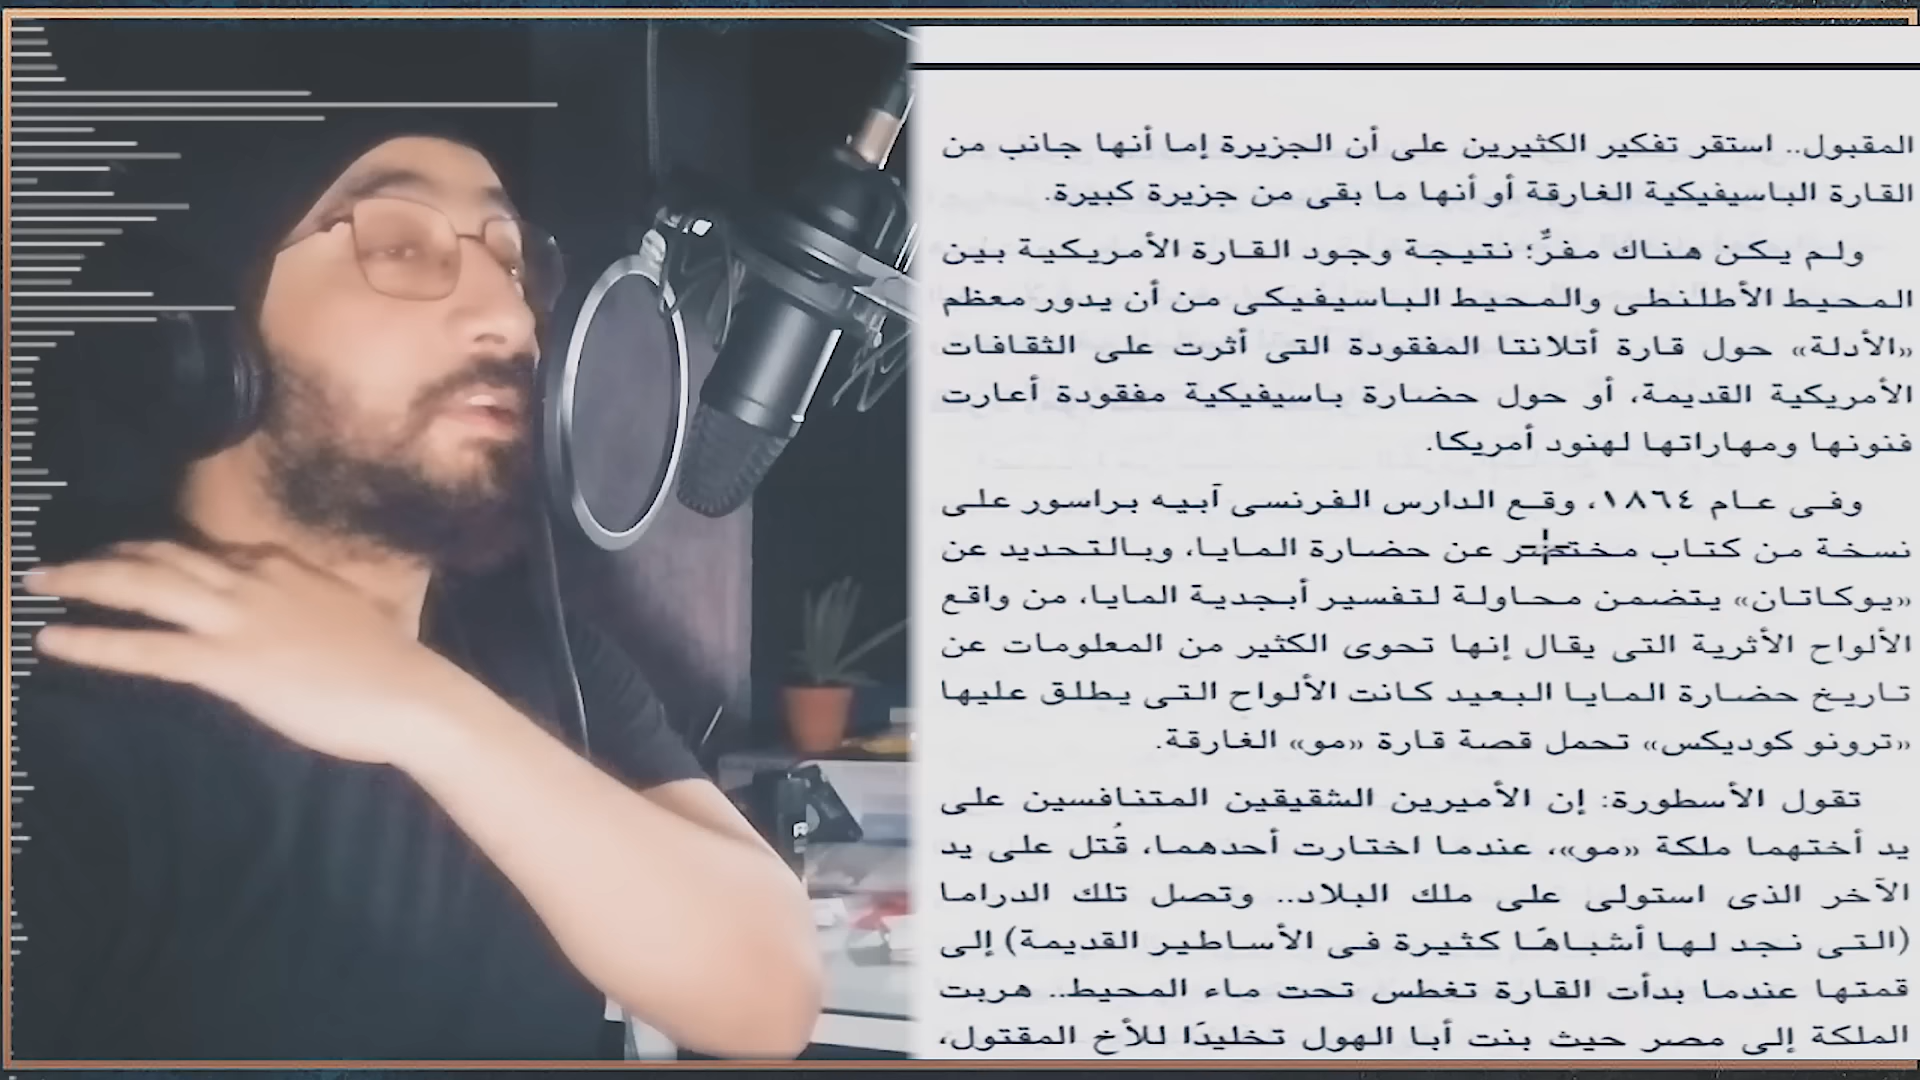 المقبول.. استقر تفكير الكثيرين على أن الجزيرة إما أنها جانب من
القارة الباسيفيكية الغارقة أو أنها ما بقى من جزيرة كبيرة.
ولم يكن هناك مفرٌّ؛ نتيجة وجود القارة الأمريكية بين
المحيط الأطلنطى والمحيط الباسيفيكى من أن يدور معظم
«الأدلة» حول قارة أتلانتا المفقودة التى أثرت على الثقافات
الأمريكية القديمة، أو حول حضارة باسيفيكية مفقودة أعارت
فنونها ومهاراتها لهنود أمريكا.
وفى عام ١٨٦٤، وقع الدارس الفرنسى آبيه براسور على
نسخة من كتاب مختصر عن حضارة المايا، وبالتحديد عن
«يوكاتان» يتضمن محاولة لتفسير أبجدية المايا، من واقع
الألواح الأثرية التى يقال إنها تحوى الكثير من المعلومات عن
تاريخ حضارة المايا البعيد كانت الألواح التى يطلق عليها
«ترونو كوديكس» تحمل قصة قارة «مو» الغارقة.
تقول الأسطورة: إن الأميرين الشقيقين المتنافسين على
يد أختهما ملكة «مو»، عندما اختارت أحدهما، قُتل على يد
الآخر الذى استولى على ملك البلاد.. وتصل تلك الدراما
(التى نجد لها أشباهًا كثيرة فى الأساطير القديمة) إلى
قمتها عندما بدأت القارة تغطس تحت ماء المحيط.. هربت
الملكة إلى مصر حيث بنت أبا الهول تخليدًا للأخ المقتول،